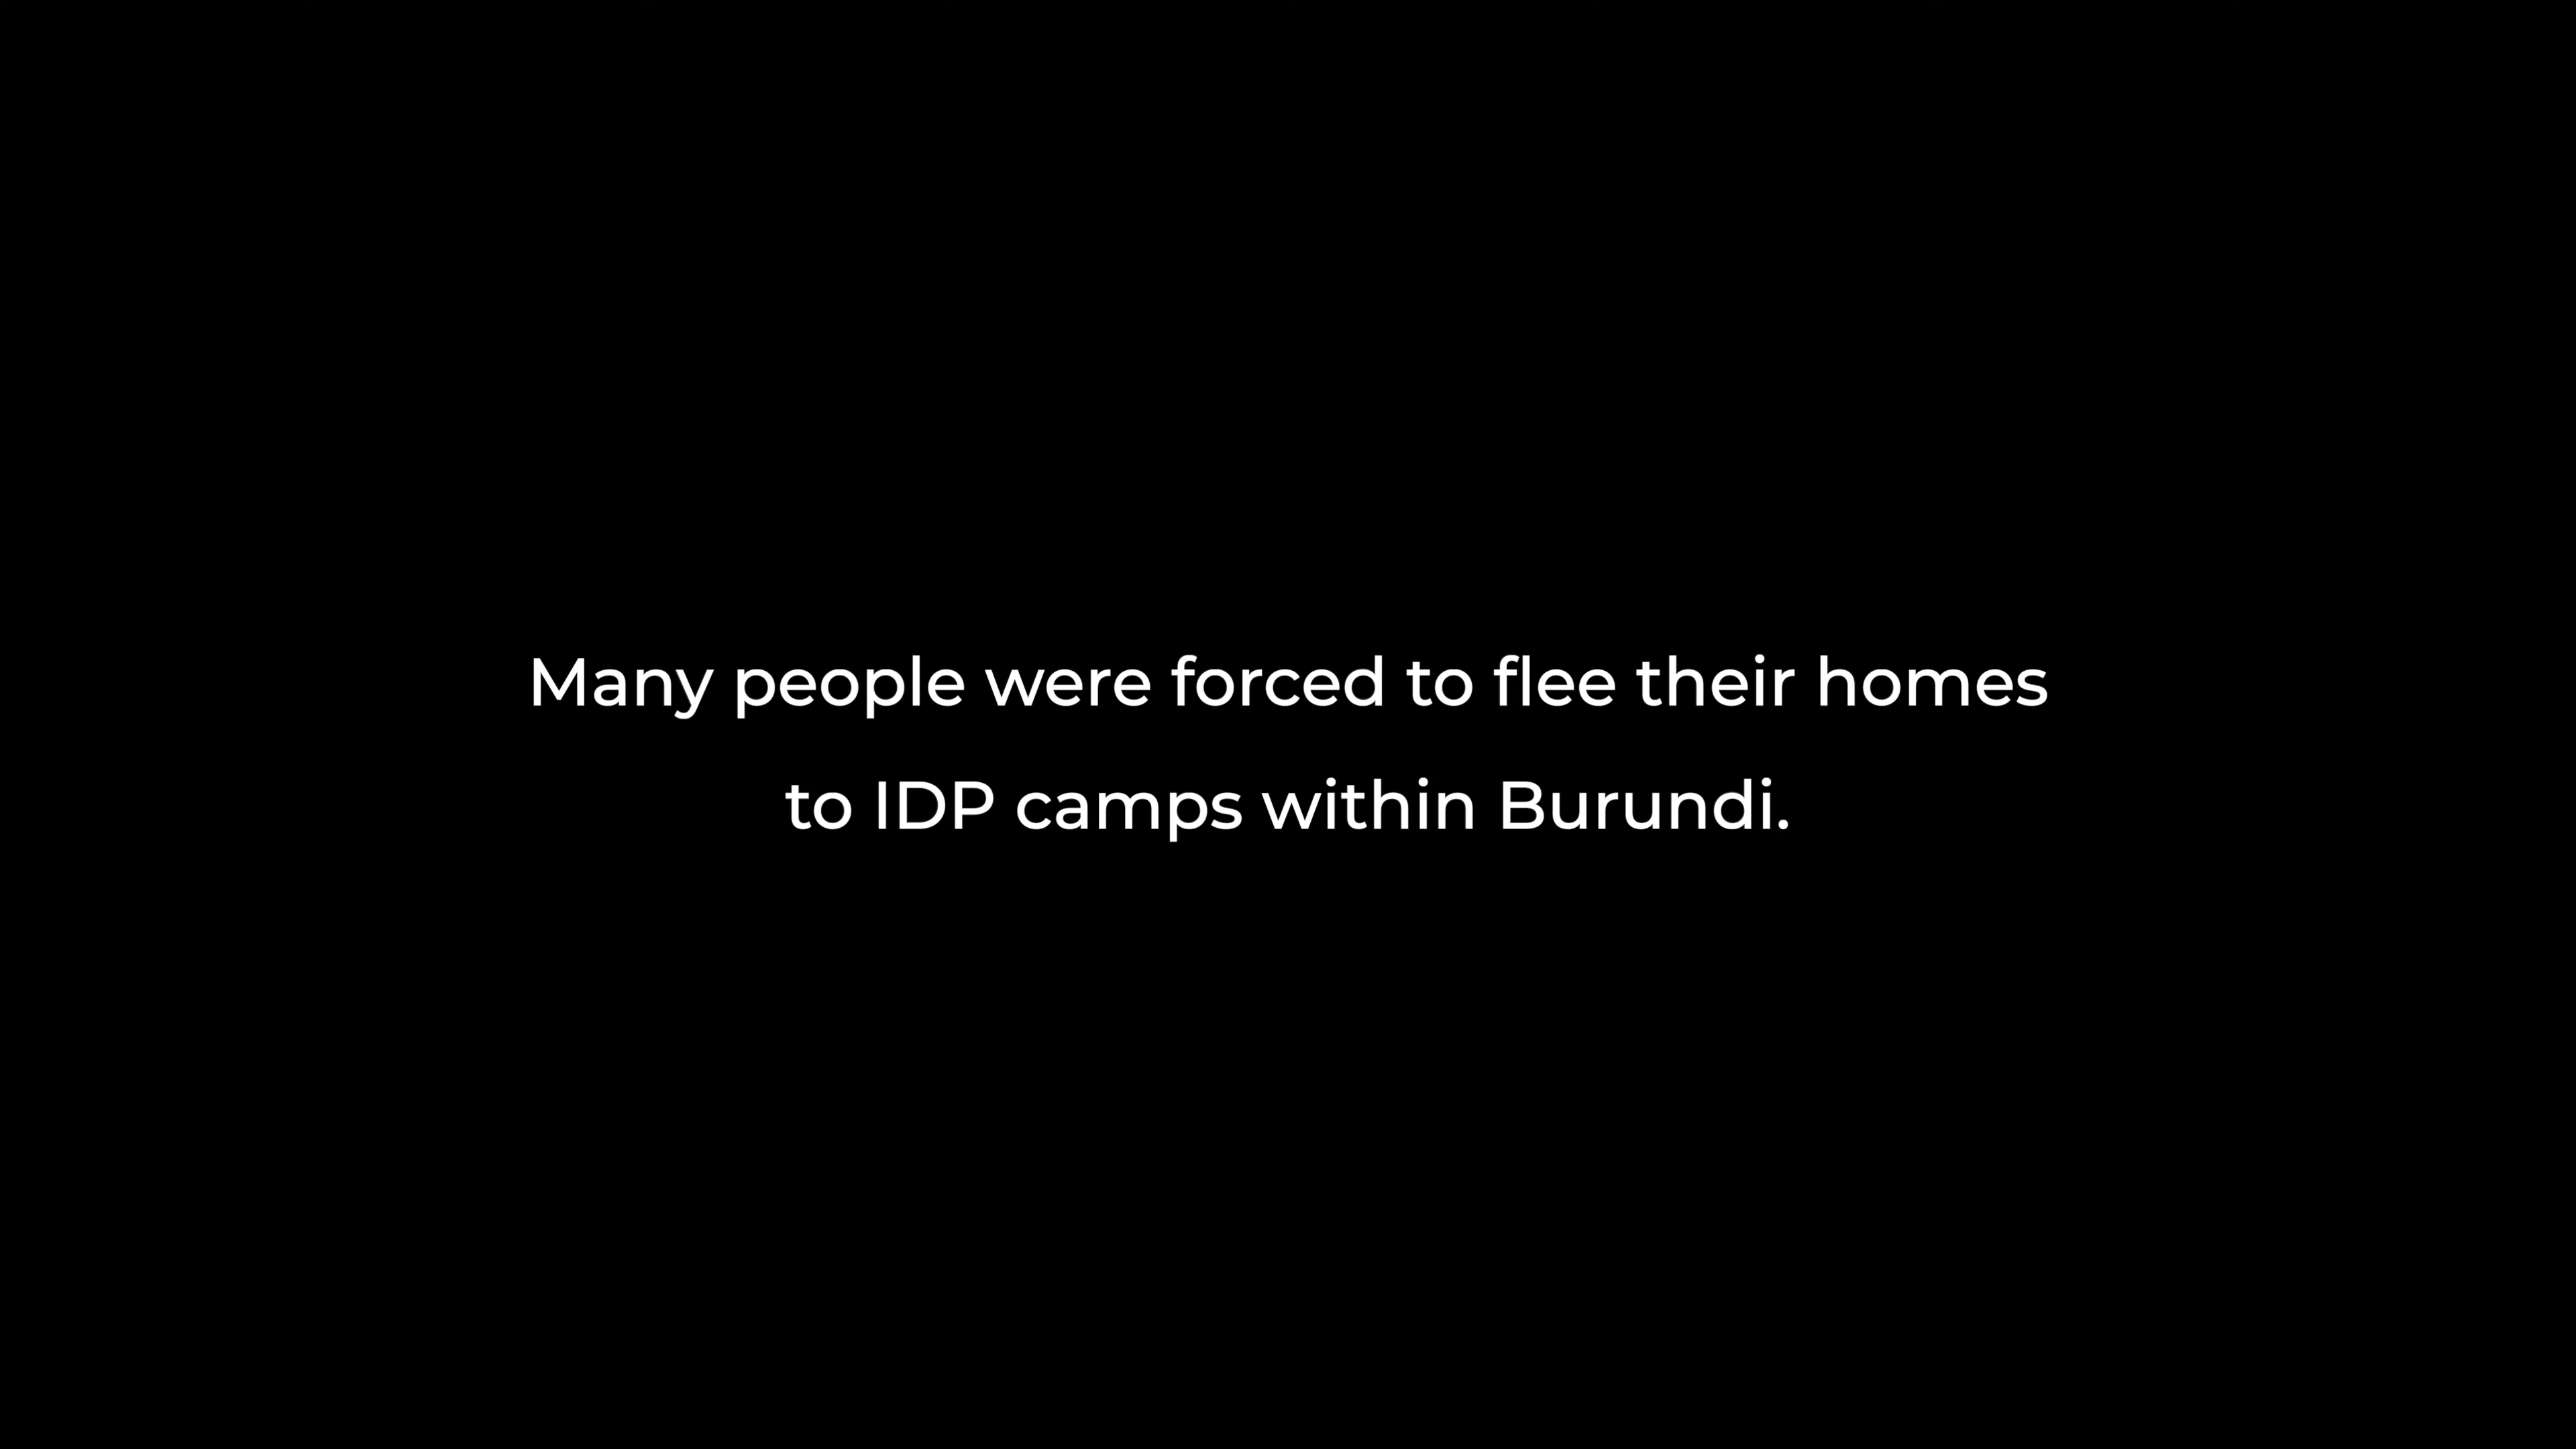 Many people were forced to flee their homes
to IDP camps within Burundi.